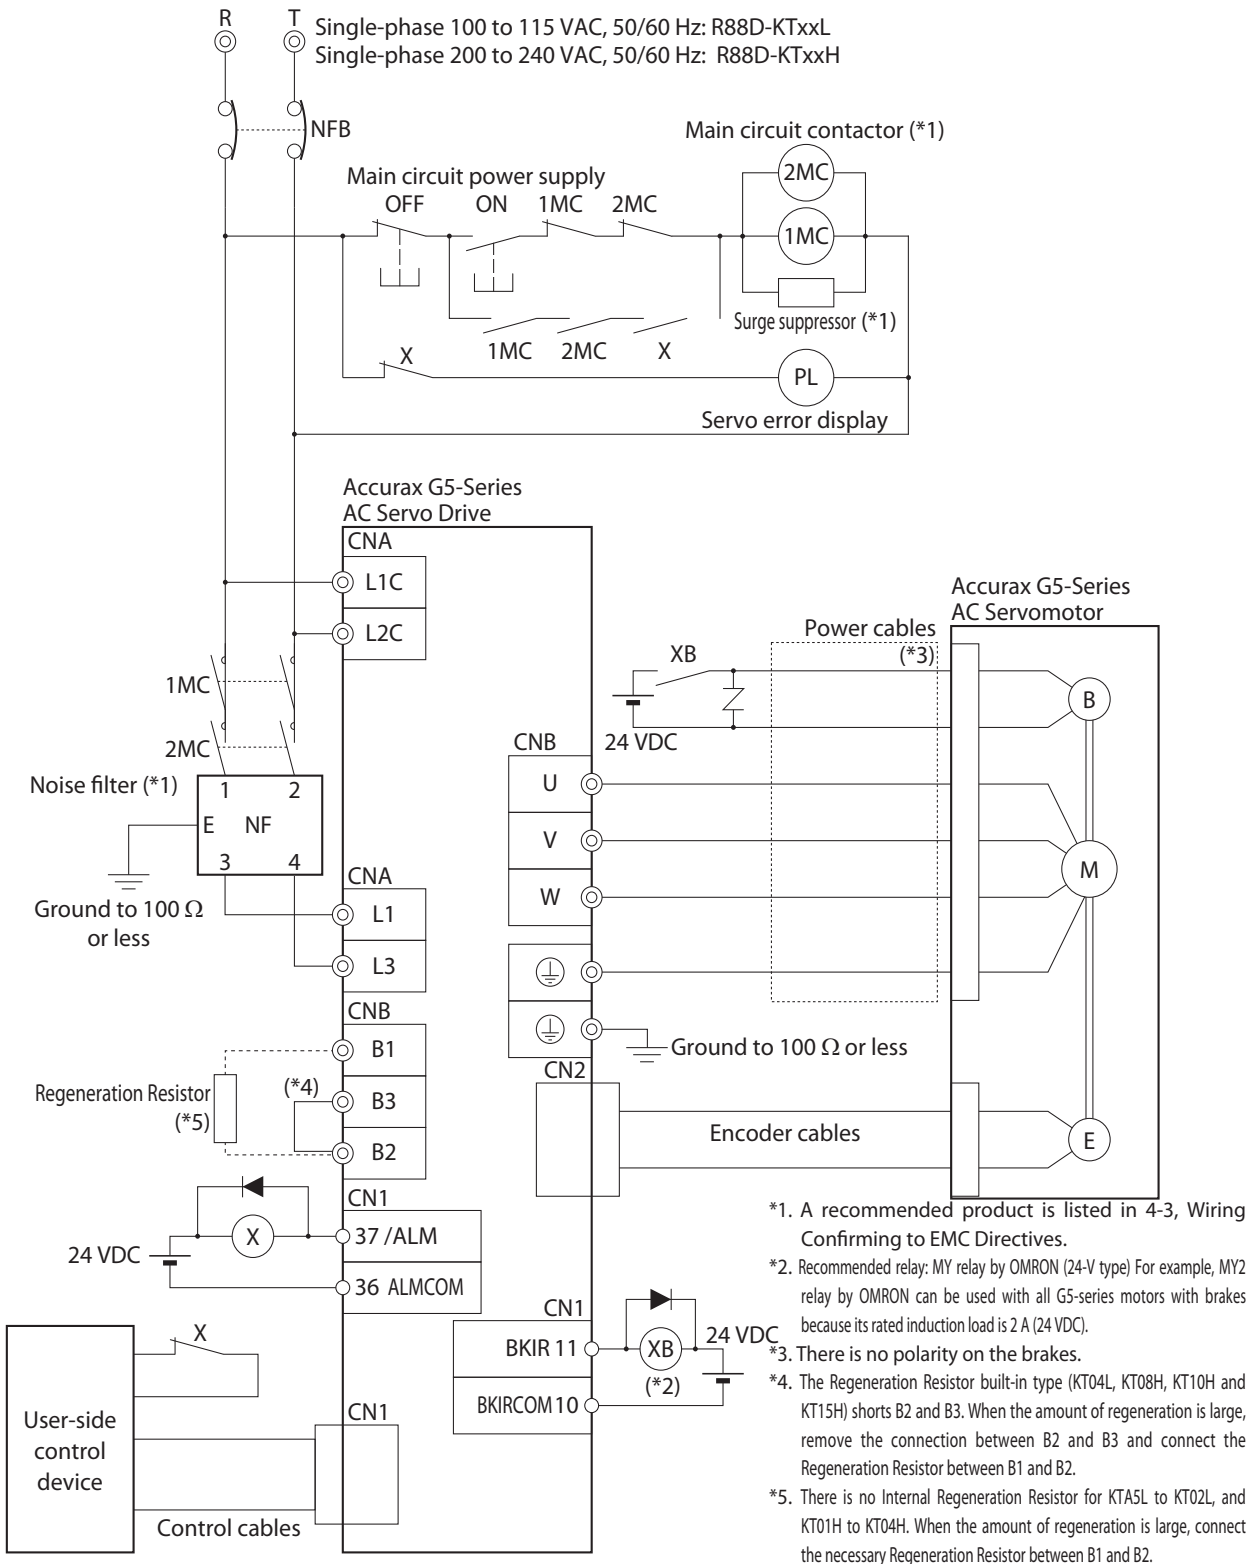 R
T
Single-phase 100 to 115 VAC, 50/60 Hz: R88D-KTxxL
Single-phase 200 to 240 VAC, 50/60 Hz: R88D-KTxxH
NFB
Main circuit contactor (*1)
Main circuit power supply
2MC
OFF
ON
1MC
2MC
1MC
Surge suppressor (*1)
1MC
2MC
X
X
PL
Servo error display
Accurax G5-Series
AC Servo Drive
CNA
L1C
L2C
1MC
2MC
Noise filter (*1)
1
2
E
NF
3
4
Ground to 100 Ω
or less
CNA
L1
L3
CNB
B1
B3
B2
Regeneration Resistor
(*5)
(*4)
CN1
37 /ALM
36 ALMCOM
X
24 VDC
User-side
control
device
X
CN1
Control cables
Accurax G5-Series
AC Servomotor
Power cables
(*3)
XB
24 VDC
B
CNB
U
V
W
M
Ground to 100 Ω or less
CN2
Encoder cables
E
CN1
BKIR 11
BKIRCOM 10
XB
(*2)
24 VDC
*1. A recommended product is listed in 4-3, Wiring
Confirming to EMC Directives.
*2. Recommended relay: MY relay by OMRON (24-V type) For example, MY2
relay by OMRON can be used with all G5-series motors with brakes
because its rated induction load is 2 A (24 VDC).
*3. There is no polarity on the brakes.
*4. The Regeneration Resistor built-in type (KT04L, KT08H, KT10H and
KT15H) shorts B2 and B3. When the amount of regeneration is large,
remove the connection between B2 and B3 and connect the
Regeneration Resistor between B1 and B2.
*5. There is no Internal Regeneration Resistor for KTA5L to KT02L, and
KT01H to KT04H. When the amount of regeneration is large, connect
the necessary Regeneration Resistor between B1 and B2.